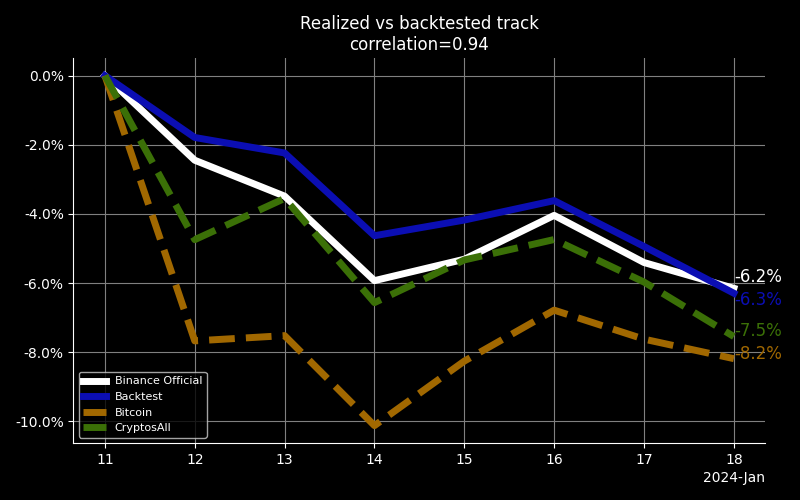 Realized vs backtested track
correlation=0.94
0.0%
-2.0%
-4.0%
-6.0%
-8.0%
-10.0%
-6.2%
-6.3%
-7.5%
-8.2%
Binance Official
Backtest
Bitcoin
CryptosAll
11 12 13 14 15 16 17 18
2024-Jan